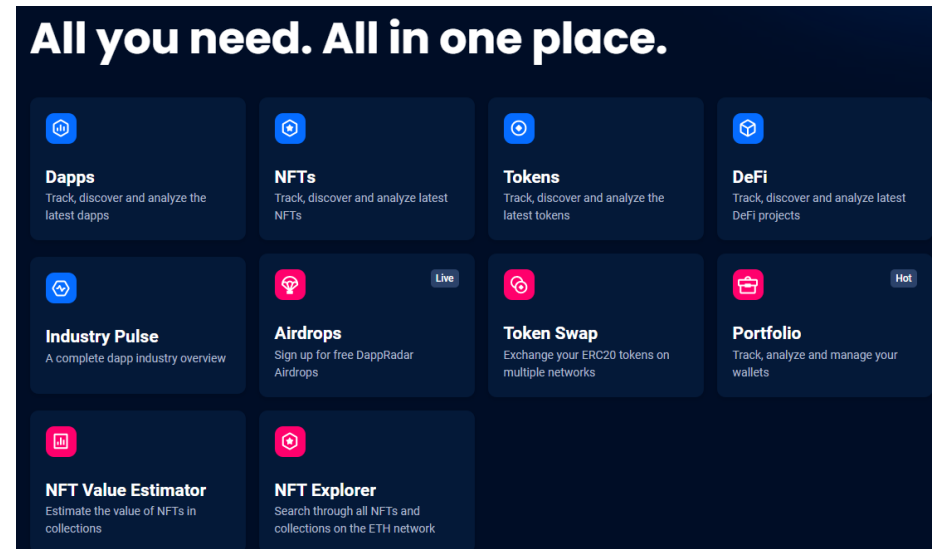 All you need. All in one place.
Dapps
Track, discover and analyze the
latest dapps
NFTs
Track, discover and analyze latest
NFTs
Tokens
Track, discover and analyze the
latest tokens
DeFi
Track, discover and analyze latest
DeFi projects
Industry Pulse
A complete dapp industry overview
Live
Airdrops
Sign up for free DappRadar
Airdrops
Token Swap
Exchange your ERC20 tokens on
multiple networks
Hot
Portfolio
Track, analyze and manage your
wallets
NFT Value Estimator
Estimate the value of NFTs in
collections
NFT Explorer
Search through all NFTs and
collections on the ETH network